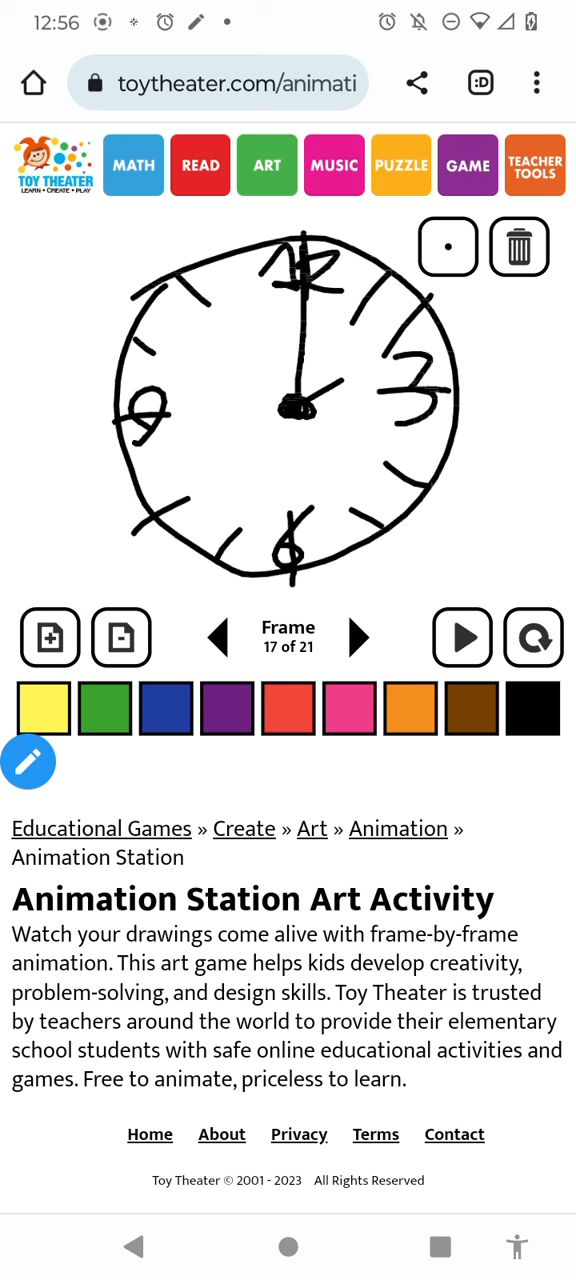 12:56
toytheater.com/animati
:D
TOY THEATER
LEARN • CREATE • PLAY
MATH
READ
ART
MUSIC
PUZZLE
GAME
TEACHER
TOOLS
12
3
9
6
Frame
17 of 21
Educational Games » Create » Art » Animation »
Animation Station
Animation Station Art Activity
Watch your drawings come alive with frame-by-frame
animation. This art game helps kids develop creativity,
problem-solving, and design skills. Toy Theater is trusted
by teachers around the world to provide their elementary
school students with safe online educational activities and
games. Free to animate, priceless to learn.
Home About Privacy Terms Contact
Toy Theater © 2001 - 2023 All Rights Reserved